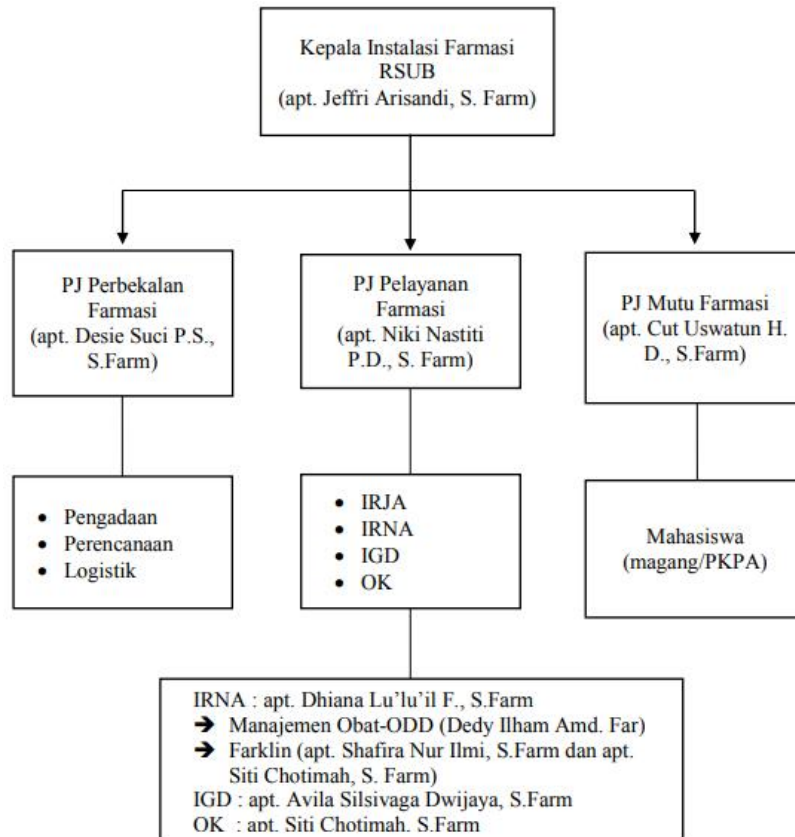 Kepala Instalasi Farmasi
RSUB
(apt. Jeffri Arisandi, S. Farm)
PJ Perbekalan
Farmasi
(apt. Desie Suci P.S.,
S.Farm)
PJ Pelayanan
Farmasi
(apt. Niki Nastiti
P.D., S. Farm)
PJ Mutu Farmasi
(apt. Cut Uswatun H.
D., S.Farm)
• Pengadaan
• Perencanaan
• Logistik
• IRJA
• IRNA
• IGD
• OK
Mahasiswa
(magang/PKPA)
IRNA : apt. Dhiana Lu’lu’il F., S.Farm
➔ Manajemen Obat-ODD (Dedy Ilham Amd. Far)
➔ Farklin (apt. Shafira Nur Ilmi, S.Farm dan apt.
Siti Chotimah, S. Farm)
IGD : apt. Avila Silsivaga Dwijaya, S.Farm
OK : apt. Siti Chotimah, S.Farm